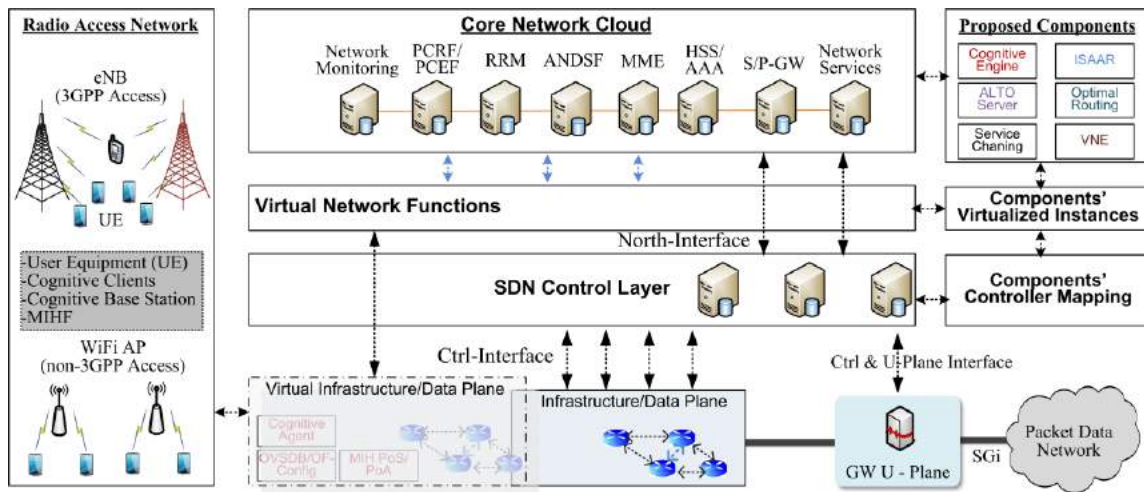 Radio Access Network
eNB
(3GPP Access)
UE
-User Equipment (UE)
-Cognitive Clients
-Cognitive Base Station
-MIHF
WiFi AP
(non-3GPP Access)
Core Network Cloud
Network
Monitoring
PCRF/
PCEF
RRM
ANDSF
MME
HSS/
AAA
S/P-GW
Network
Services
Proposed Components
Cognitive
Engine
ISAAR
ALTO
Server
Optimal
Routing
Service
Chaning
VNE
Virtual Network Functions
Components'
Virtualized Instances
North-Interface
SDN Control Layer
Components'
Controller Mapping
Ctrl-Interface
Ctrl & U-Plane Interface
Virtual Infrastructure/Data Plane
Cognitive
Agent
OVSDB/OF-
Config
MIH PoS/
PoA
Infrastructure/Data Plane
GW U - Plane
SGi
Packet Data
Network